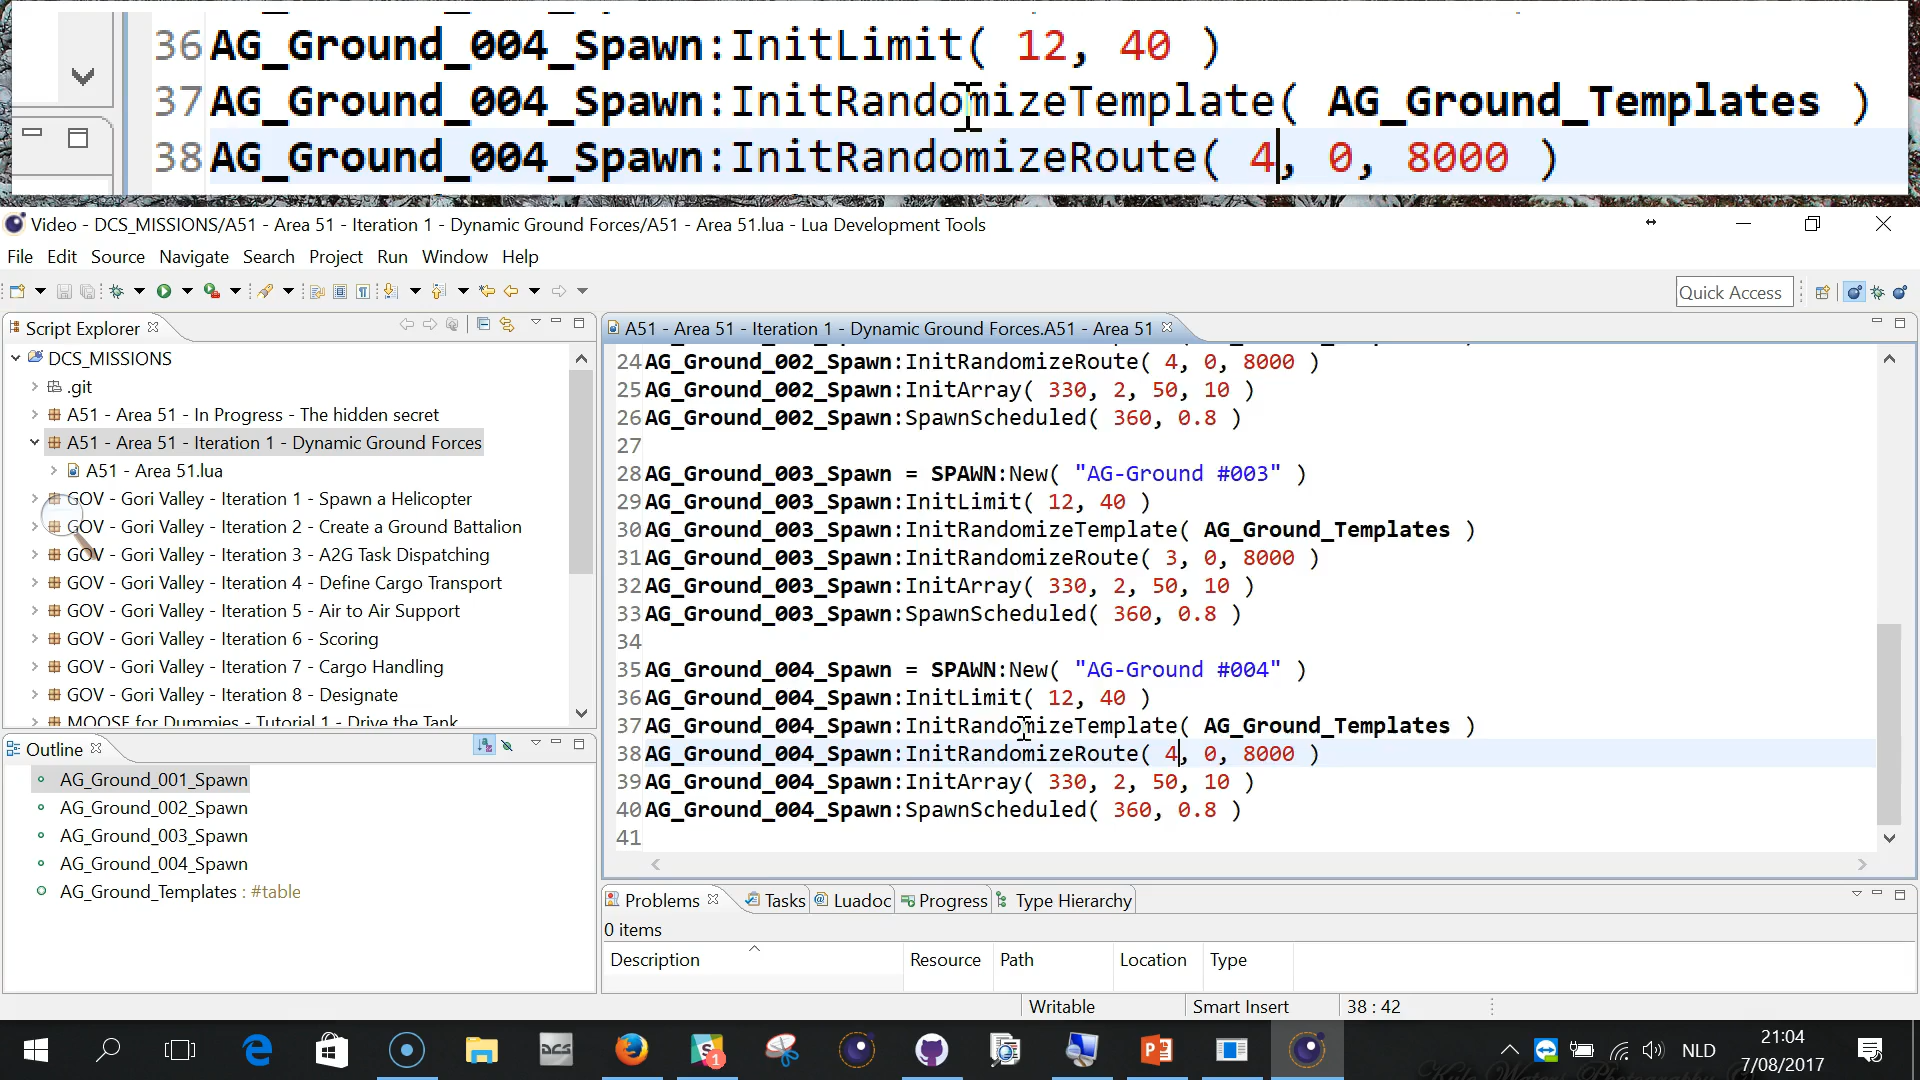 36 AG_Ground_004_Spawn:InitLimit( 12, 40 )
37 AG_Ground_004_Spawn:InitRandomizeTemplate( AG_Ground_Templates )
38 AG_Ground_004_Spawn:InitRandomizeRoute( 4, 0, 8000 )
Video - DCS_MISSIONS/A51 - Area 51 - Iteration 1 - Dynamic Ground Forces/A51 - Area 51.lua - Lua Development Tools
File Edit Source Navigate Search Project Run Window Help
Quick Access
Script Explorer
DCS_MISSIONS
.git
A51 - Area 51 - In Progress - The hidden secret
A51 - Area 51 - Iteration 1 - Dynamic Ground Forces
A51 - Area 51.lua
GOV - Gori Valley - Iteration 1 - Spawn a Helicopter
GOV - Gori Valley - Iteration 2 - Create a Ground Battalion
GOV - Gori Valley - Iteration 3 - A2G Task Dispatching
GOV - Gori Valley - Iteration 4 - Define Cargo Transport
GOV - Gori Valley - Iteration 5 - Air to Air Support
GOV - Gori Valley - Iteration 6 - Scoring
GOV - Gori Valley - Iteration 7 - Cargo Handling
GOV - Gori Valley - Iteration 8 - Designate
MOOSE for Dummies - Tutorial 1 - Drive the Tank
Outline
AG_Ground_001_Spawn
AG_Ground_002_Spawn
AG_Ground_003_Spawn
AG_Ground_004_Spawn
AG_Ground_Templates : #table
A51 - Area 51 - Iteration 1 - Dynamic Ground Forces.A51 - Area 51
24 AG_Ground_002_Spawn:InitRandomizeRoute( 4, 0, 8000 )
25 AG_Ground_002_Spawn:InitArray( 330, 2, 50, 10 )
26 AG_Ground_002_Spawn:SpawnScheduled( 360, 0.8 )
27
28 AG_Ground_003_Spawn = SPAWN:New( "AG-Ground #003" )
29 AG_Ground_003_Spawn:InitLimit( 12, 40 )
30 AG_Ground_003_Spawn:InitRandomizeTemplate( AG_Ground_Templates )
31 AG_Ground_003_Spawn:InitRandomizeRoute( 3, 0, 8000 )
32 AG_Ground_003_Spawn:InitArray( 330, 2, 50, 10 )
33 AG_Ground_003_Spawn:SpawnScheduled( 360, 0.8 )
34
35 AG_Ground_004_Spawn = SPAWN:New( "AG-Ground #004" )
36 AG_Ground_004_Spawn:InitLimit( 12, 40 )
37 AG_Ground_004_Spawn:InitRandomizeTemplate( AG_Ground_Templates )
38 AG_Ground_004_Spawn:InitRandomizeRoute( 4, 0, 8000 )
39 AG_Ground_004_Spawn:InitArray( 330, 2, 50, 10 )
40 AG_Ground_004_Spawn:SpawnScheduled( 360, 0.8 )
41
Problems Tasks Luadoc Progress Type Hierarchy
0 items
Description Resource Path Location Type
Writable Smart Insert 38 : 42
DCS
1
NLD
21:04
7/08/2017